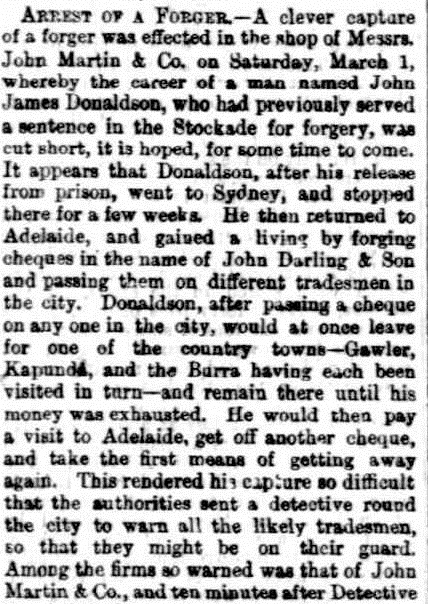 ARREST OF A FORGER.—A clever capture
of a forger was effected in the shop of Messrs.
John Martin & Co. on Saturday, March 1,
whereby the career of a man named John
James Donaldson, who had previously served
a sentence in the Stockade for forgery, was
cut short, it is hoped, for some time to come.
It appears that Donaldson, after his release
from prison, went to Sydney, and stopped
there for a few weeks. He then returned to
Adelaide, and gained a living by forging
cheques in the name of John Darling & Son
and passing them on different tradesmen in
the city. Donaldson, after passing a cheque
on any one in the city, would at once leave
for one of the country towns—Gawler,
Kapunda, and the Burra having each been
visited in turn—and remain there until his
money was exhausted. He would then pay
a visit to Adelaide, get off another cheque,
and take the first means of getting away
again. This rendered his capture so difficult
that the authorities sent a detective round
the city to warn all the likely tradesmen,
so that they might be on their guard.
Among the firms so warned was that of John
Martin & Co., and ten minutes after Detective